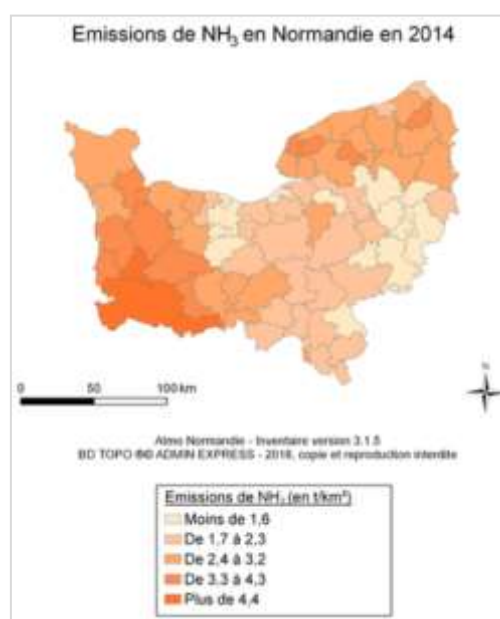 Emissions de NH₃ en Normandie en 2014
N
0 50 100 km
Atmo Normandie - Inventaire version 3.1.5
BD TOPO ®© ADMIN EXPRESS - 2018, copie et reproduction interdite
Emissions de NH₃ (en t/km²)
Moins de 1,6
De 1,7 à 2,3
De 2,4 à 3,2
De 3,3 à 4,3
Plus de 4,4